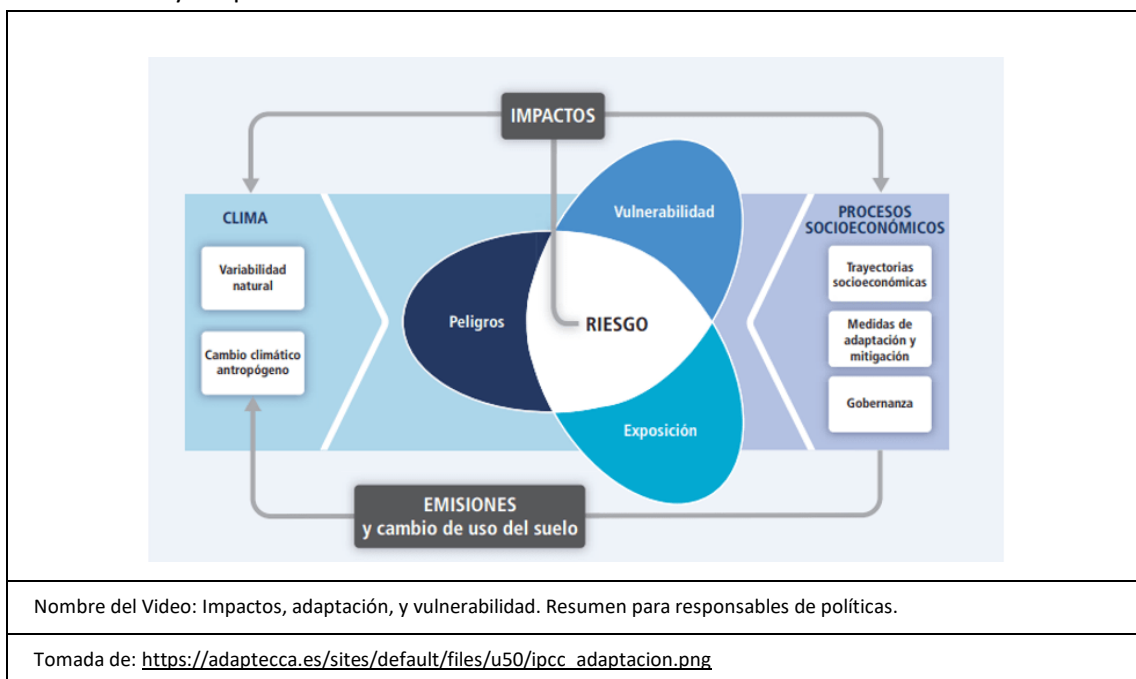 IMPACTOS
CLIMA
Variabilidad
natural
Cambio climático
antropógeno
Peligros
Vulnerabilidad
RIESGO
Exposición
PROCESOS
SOCIOECONÓMICOS
Trayectorias
socioeconómicas
Medidas de
adaptación y
mitigación
Gobernanza
EMISIONES
y cambio de uso del suelo
Nombre del Video: Impactos, adaptación, y vulnerabilidad. Resumen para responsables de políticas.
Tomada de: https://adaptecca.es/sites/default/files/u50/ipcc_adaptacion.png